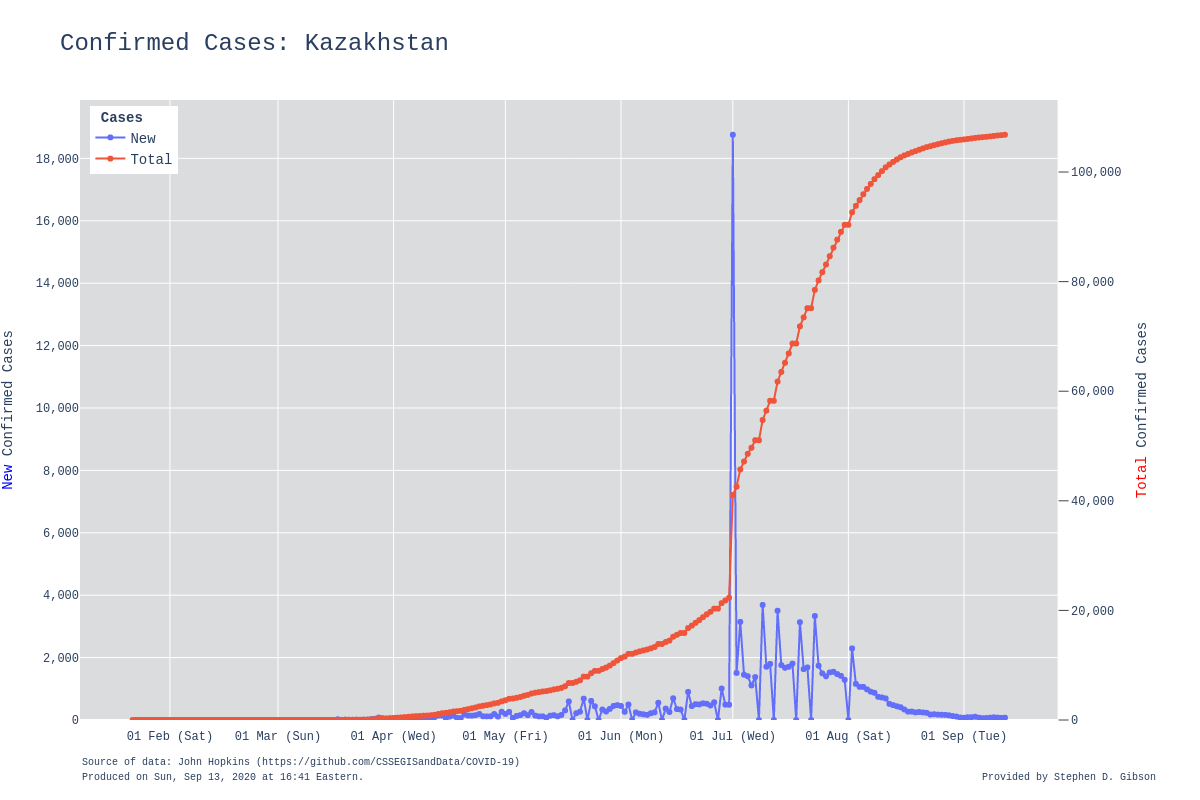 Confirmed Cases: Kazakhstan
Cases
New
Total
18,000
16,000
14,000
12,000
10,000
8,000
6,000
4,000
2,000
0
New Confirmed Cases
100,000
80,000
60,000
40,000
20,000
0
Total Confirmed Cases
01 Feb (Sat) 01 Mar (Sun) 01 Apr (Wed) 01 May (Fri) 01 Jun (Mon) 01 Jul (Wed) 01 Aug (Sat) 01 Sep (Tue)
Source of data: John Hopkins (https://github.com/CSSEGISandData/COVID-19)
Produced on Sun, Sep 13, 2020 at 16:41 Eastern.
Provided by Stephen D. Gibson